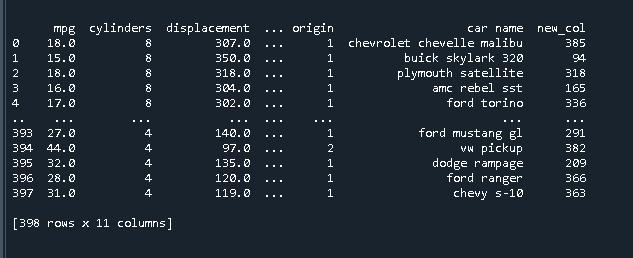 mpg cylinders displacement ... origin car name new_col
0 18.0 8 307.0 ... 1 chevrolet chevelle malibu 385
1 15.0 8 350.0 ... 1 buick skylark 320 94
2 18.0 8 318.0 ... 1 plymouth satellite 318
3 16.0 8 304.0 ... 1 amc rebel sst 165
4 17.0 8 302.0 ... 1 ford torino 336
.. ... ... ... ... ... ... ...
393 27.0 4 140.0 ... 1 ford mustang gl 291
394 44.0 4 97.0 ... 2 vw pickup 382
395 32.0 4 135.0 ... 1 dodge rampage 209
396 28.0 4 120.0 ... 1 ford ranger 366
397 31.0 4 119.0 ... 1 chevy s-10 363
[398 rows x 11 columns]